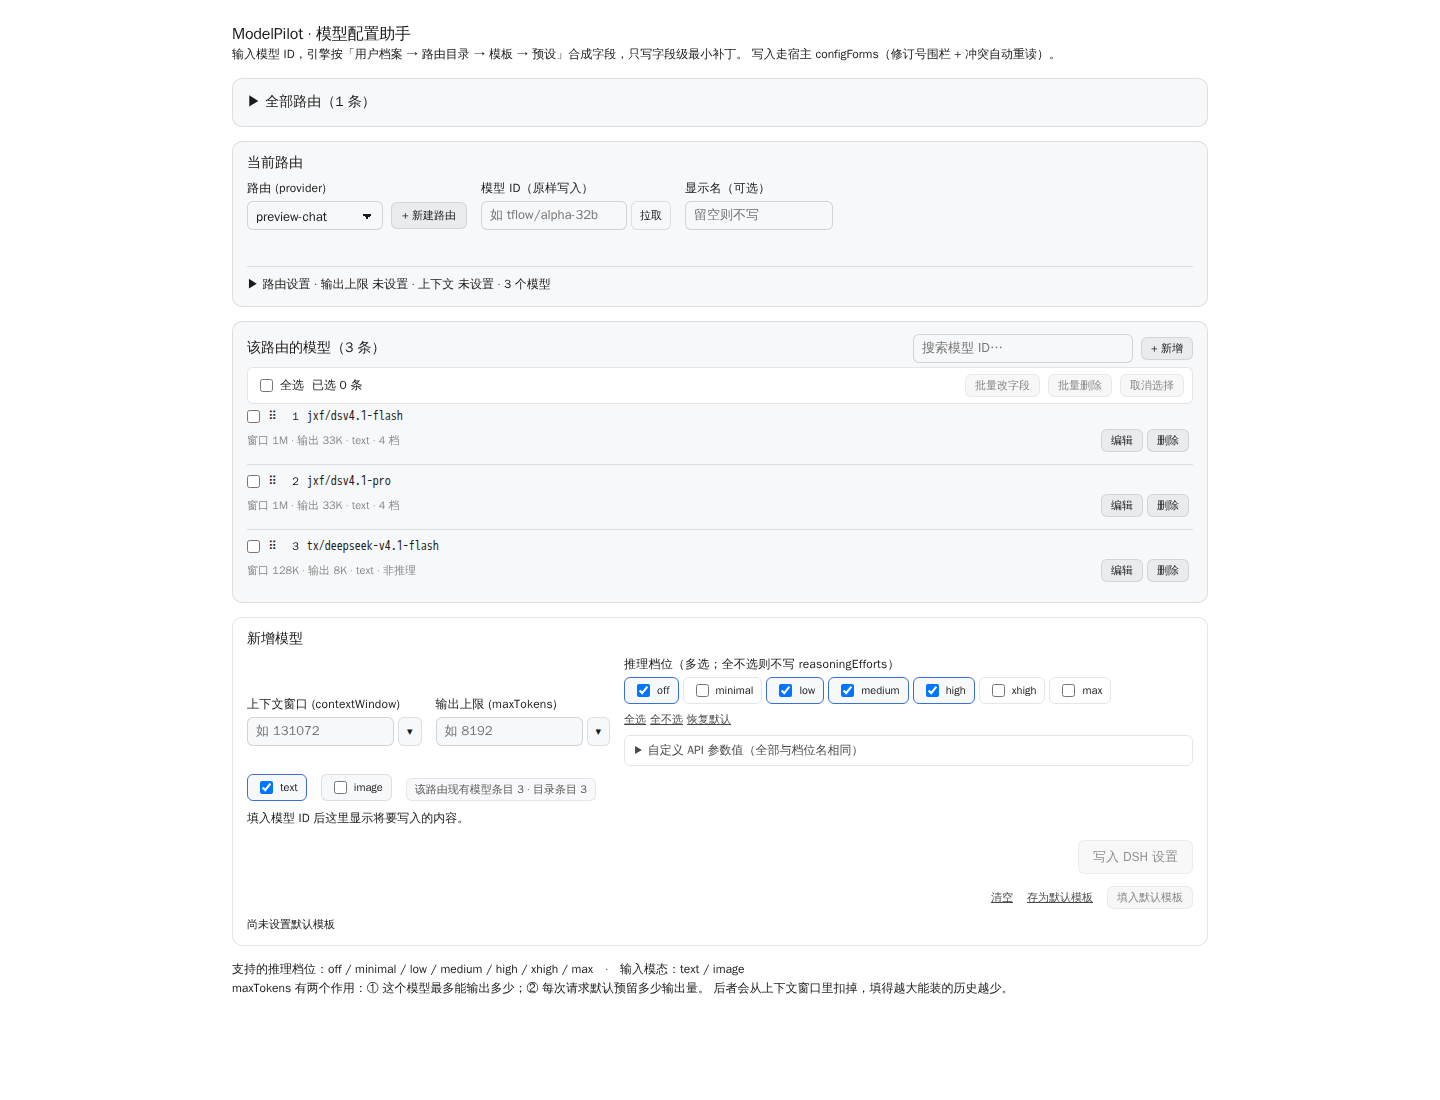 ModelPilot · 模型配置助手
输入模型 ID，引擎按「用户档案 → 路由目录 → 模板 → 预设」合成字段，只写字段级最小补丁。 写入走宿主 configForms（修订号围栏 + 冲突自动重读）。
▶ 全部路由（1 条）
当前路由
路由 (provider) 模型 ID（原样写入） 显示名（可选）
preview-chat + 新建路由 如 tflow/alpha-32b 拉取 留空则不写
▶ 路由设置 · 输出上限 未设置 · 上下文 未设置 · 3 个模型
该路由的模型（3 条） 搜索模型 ID… + 新增
全选 已选 0 条 批量改字段 批量删除 取消选择
⠿ 1 jxf/dsv4.1-flash
窗口 1M · 输出 33K · text · 4 档 编辑 删除
⠿ 2 jxf/dsv4.1-pro
窗口 1M · 输出 33K · text · 4 档 编辑 删除
⠿ 3 tx/deepseek-v4.1-flash
窗口 128K · 输出 8K · text · 非推理 编辑 删除
新增模型
推理档位（多选；全不选则不写 reasoningEfforts）
off minimal low medium high xhigh max
上下文窗口 (contextWindow) 输出上限 (maxTokens)
全选 全不选 恢复默认
如 131072 ▾ 如 8192 ▾
▶ 自定义 API 参数值（全部与档位名相同）
text image 该路由现有模型条目 3 · 目录条目 3
填入模型 ID 后这里显示将要写入的内容。
写入 DSH 设置
清空 存为默认模板 填入默认模板
尚未设置默认模板
支持的推理档位：off / minimal / low / medium / high / xhigh / max · 输入模态：text / image
maxTokens 有两个作用：① 这个模型最多能输出多少；② 每次请求默认预留多少输出量。 后者会从上下文窗口里扣掉，填得越大能装的历史越少。